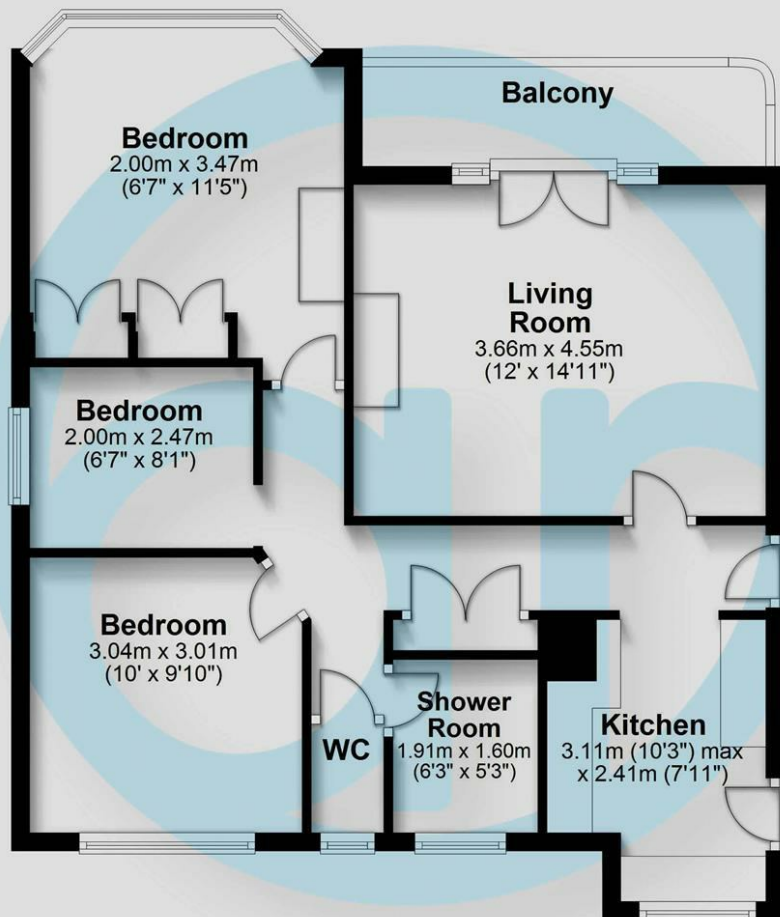 Balcony
Bedroom
2.00m x 3.47m
(6'7" x 11'5")
Living
Room
3.66m x 4.55m
(12' x 14'11")
Bedroom
2.00m x 2.47m
(6'7" x 8'1")
Bedroom
3.04m x 3.01m
(10' x 9'10")
WC
Shower
Room
1.91m x 1.60m
(6'3" x 5'3")
Kitchen
3.11m (10'3") max
x 2.41m (7'11")